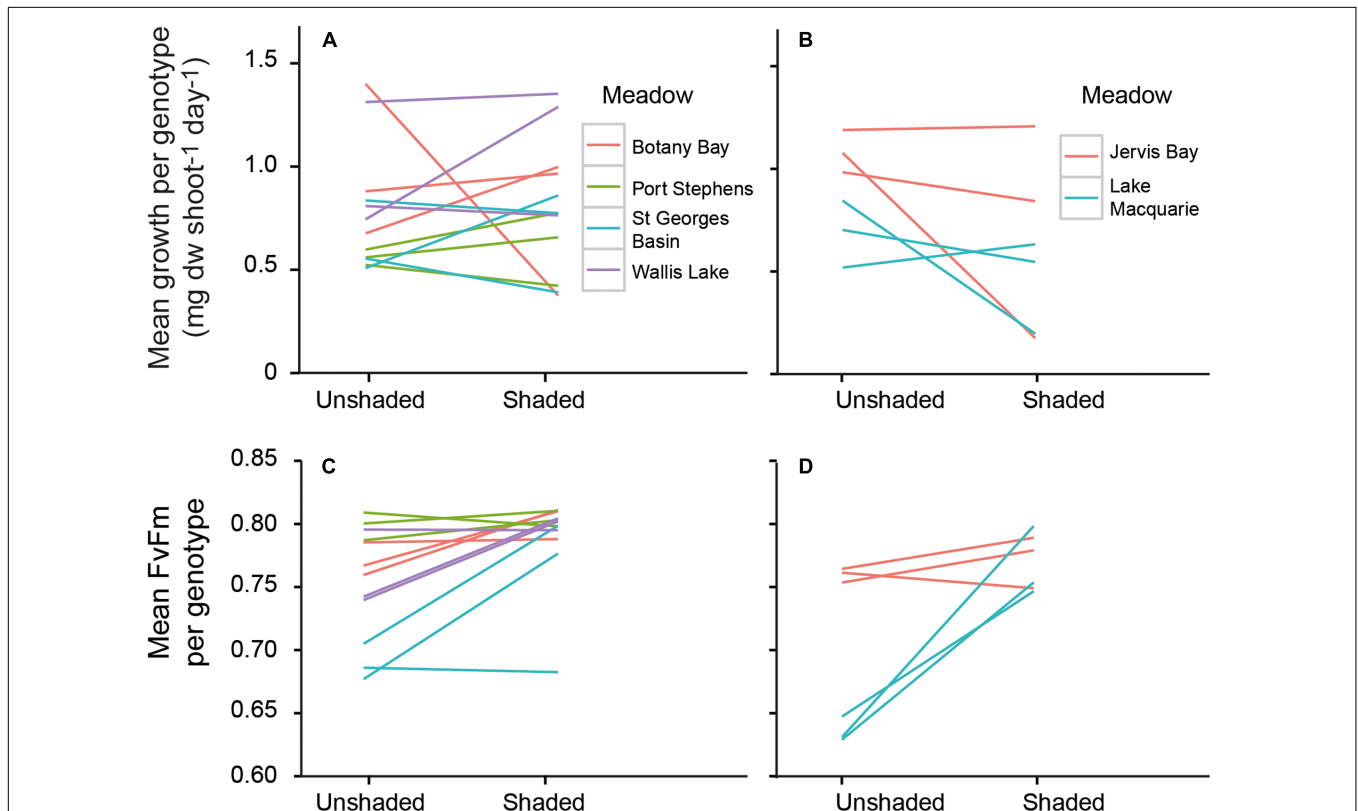 A
B
Mean growth per genotype
(mg dw shoot-1 day-1)
1.5
1.0
0.5
0
Meadow
Botany Bay
Port Stephens
St Georges
Basin
Wallis Lake
Meadow
Jervis Bay
Lake
Macquarie
Unshaded
Shaded
Unshaded
Shaded
C
D
Mean FvFm
per genotype
0.85
0.80
0.75
0.70
0.65
0.60
Unshaded
Shaded
Unshaded
Shaded